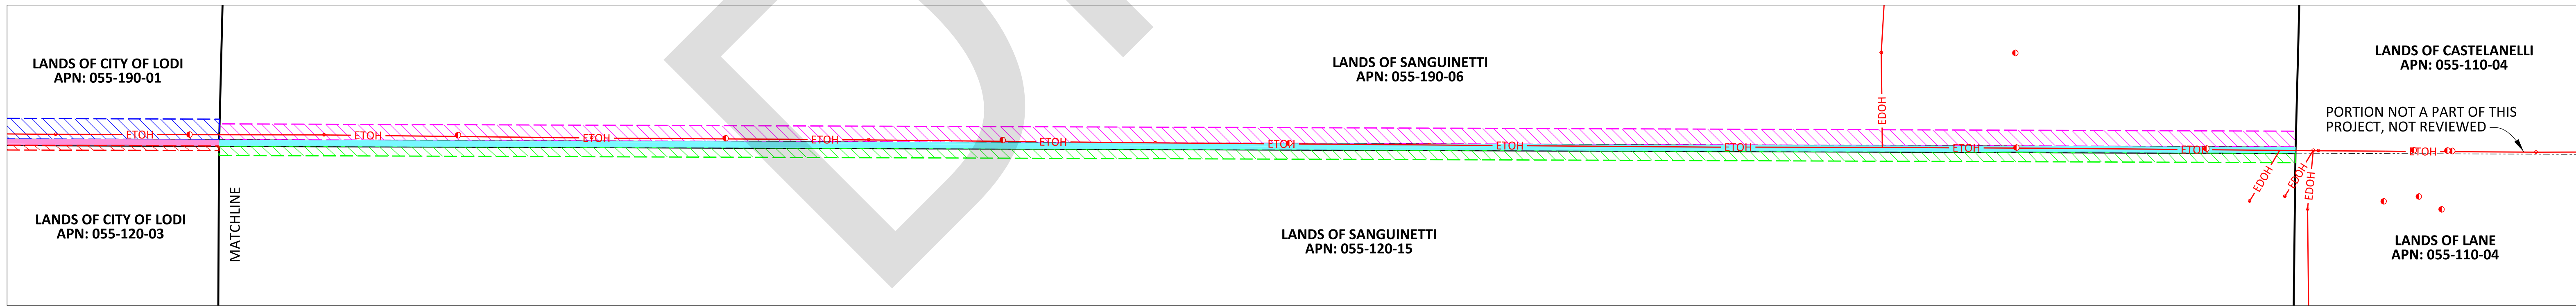 LANDS OF CITY OF LODI
APN: 055-190-01
LANDS OF SANGUINETTI
APN: 055-190-06
LANDS OF CASTELANELLI
APN: 055-110-04
PORTION NOT A PART OF THIS
PROJECT, NOT REVIEWED
EDOH
ETOH
ETOH
ETOH
ETOH
ETOH
ETOH
ETOH
ETOH
ETOH
ETOH
ETOH
EDOH
EDOH
EDOH
MATCHLINE
LANDS OF CITY OF LODI
APN: 055-120-03
LANDS OF SANGUINETTI
APN: 055-120-15
LANDS OF LANE
APN: 055-110-04